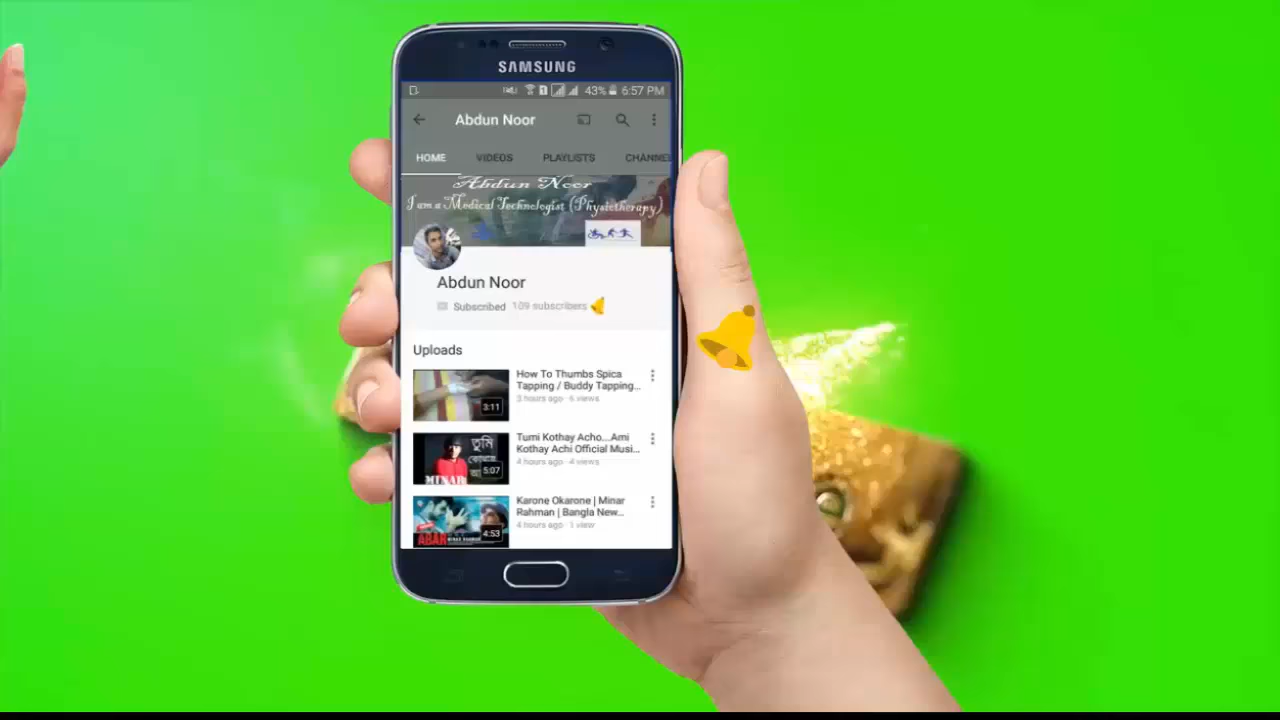 SAMSUNG
43% 6:57 PM
Abdun Noor
HOME VIDEOS PLAYLISTS CHANNEL
Abdun Noor
I am a Medical Technologist (Physiotherapy)
Abdun Noor
Subscribed 109 subscribers
Uploads
How To Thumbs Spica
Tapping / Buddy Tapping...
3 hours ago · 6 views
3:11
Tumi Kothay Acho...Ami
Kothay Achi Official Musi...
4 hours ago · 4 views
তুমি
5:07
MINAR
Karone Okarone | Minar
Rahman | Bangla New...
4 hours ago · 1 view
4:53
ABAR